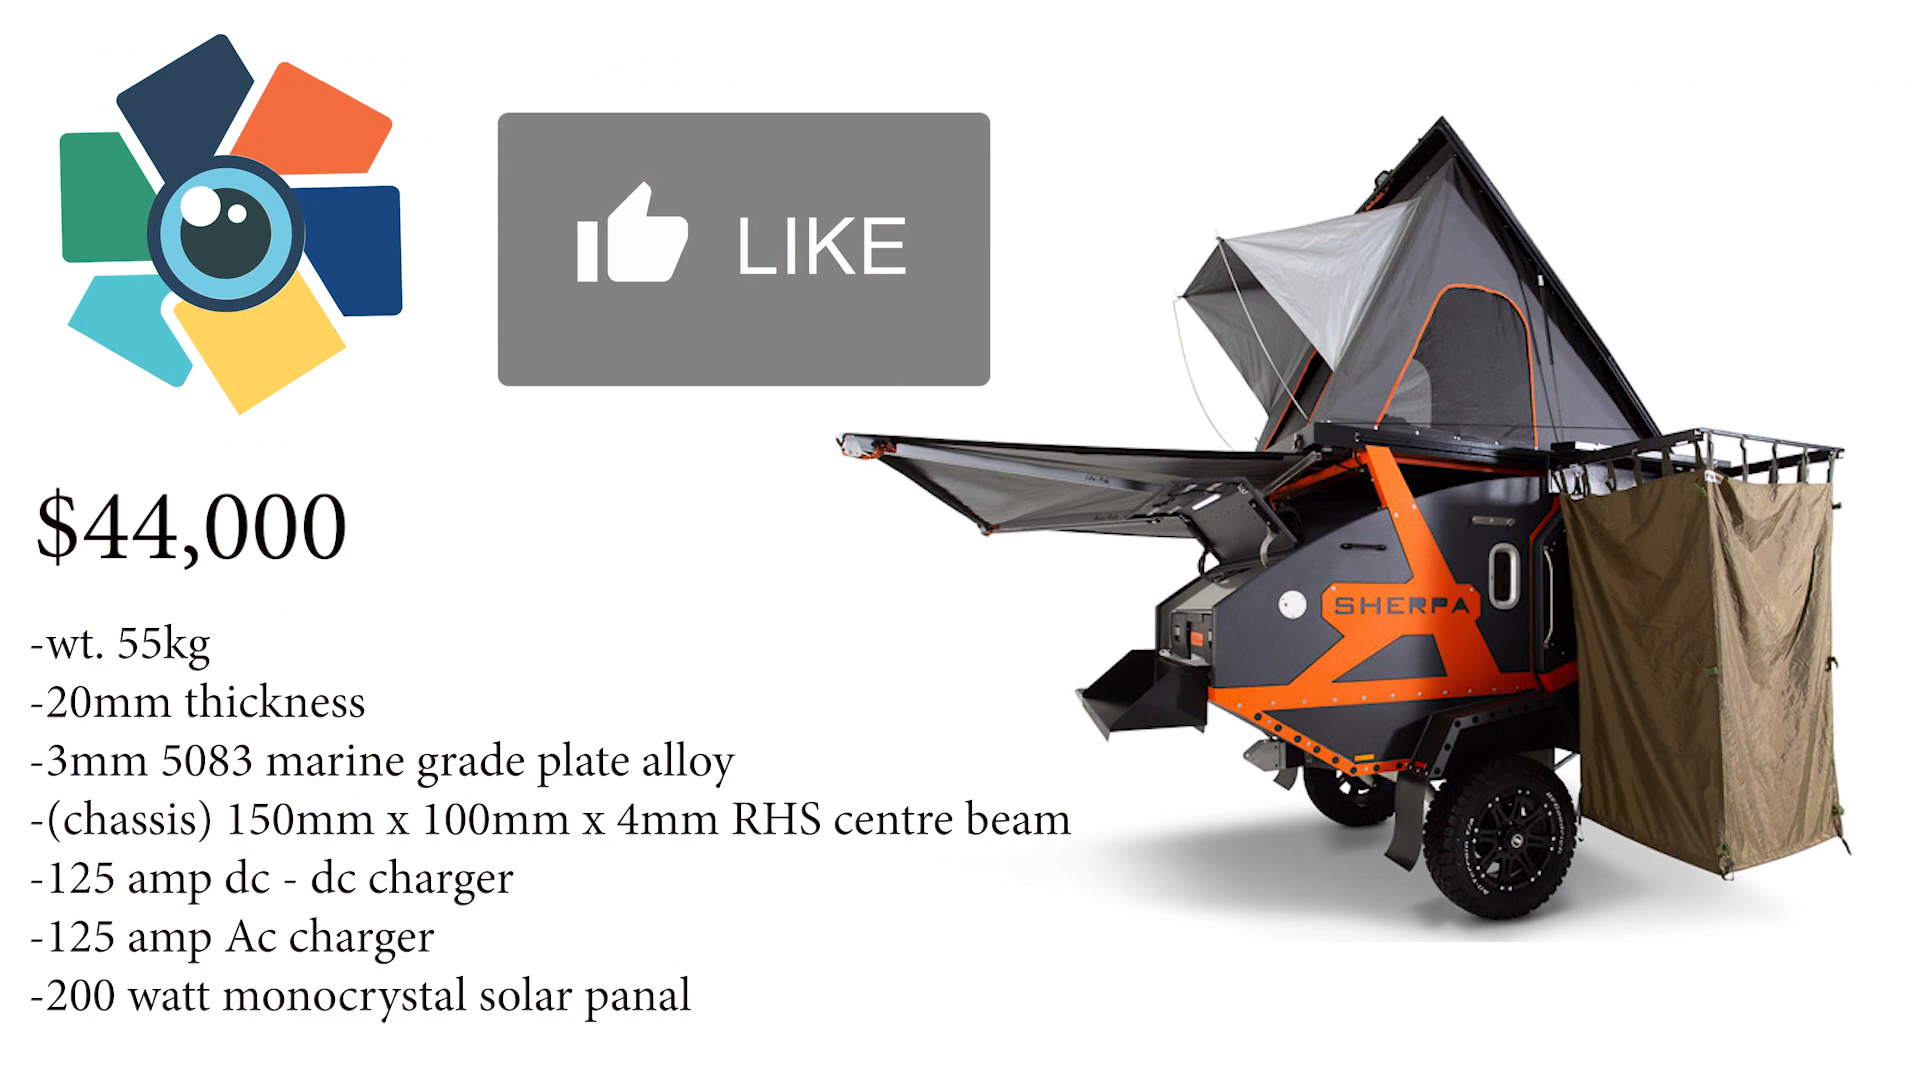 LIKE
$44,000
-wt. 55kg
-20mm thickness
-3mm 5083 marine grade plate alloy
-(chassis) 150mm x 100mm x 4mm RHS centre beam
-125 amp dc - dc charger
-125 amp Ac charger
-200 watt monocrystal solar panal
SHERPA